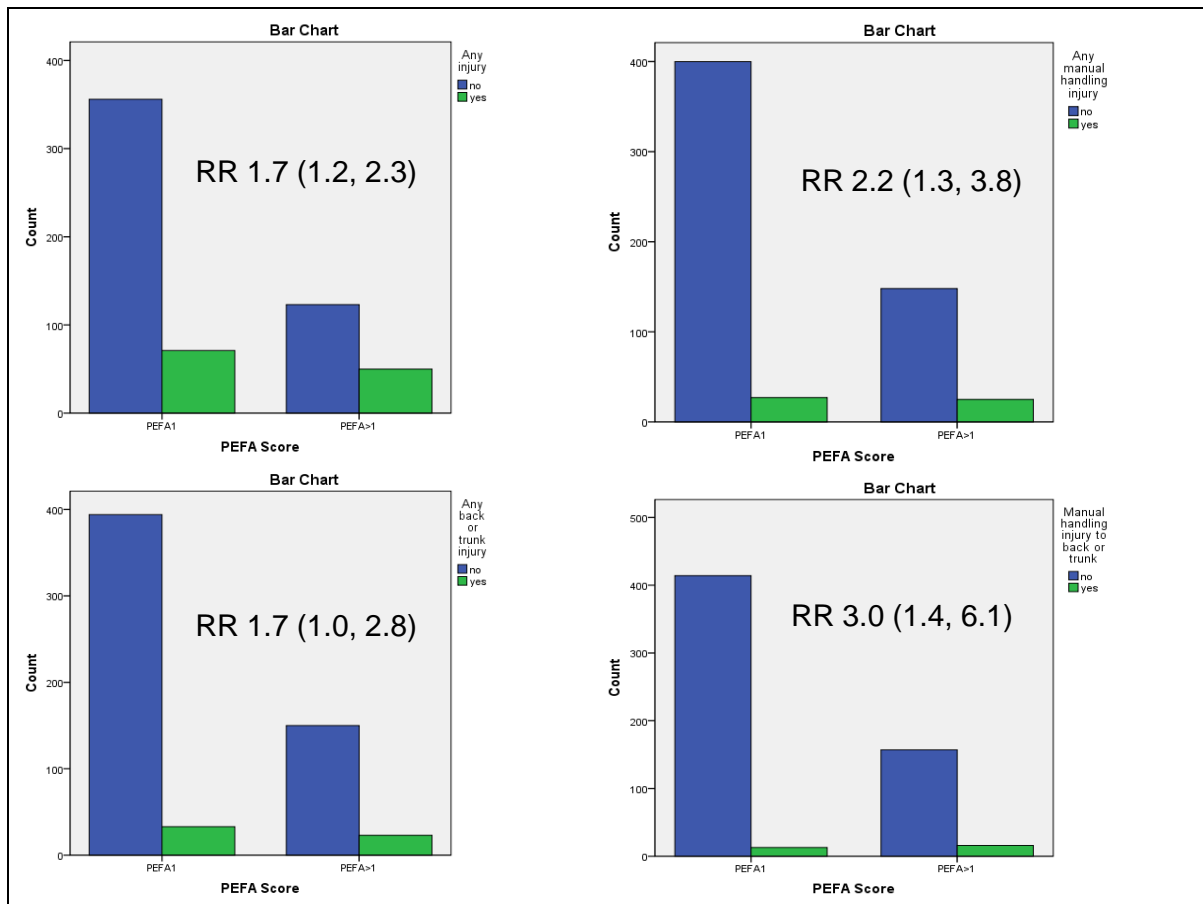 Bar Chart
Any
injury
no
yes
400
300
200
100
0
Count
RR 1.7 (1.2, 2.3)
PEFA1
PEFA>1
PEFA Score
Bar Chart
Any
manual
handling
injury
no
yes
400
300
200
100
0
Count
RR 2.2 (1.3, 3.8)
PEFA1
PEFA>1
PEFA Score
Bar Chart
Any
back
or
trunk
injury
no
yes
400
300
200
100
0
Count
RR 1.7 (1.0, 2.8)
PEFA1
PEFA>1
PEFA Score
Bar Chart
Manual
handling
injury to
back or
trunk
no
yes
500
400
300
200
100
0
Count
RR 3.0 (1.4, 6.1)
PEFA1
PEFA>1
PEFA Score